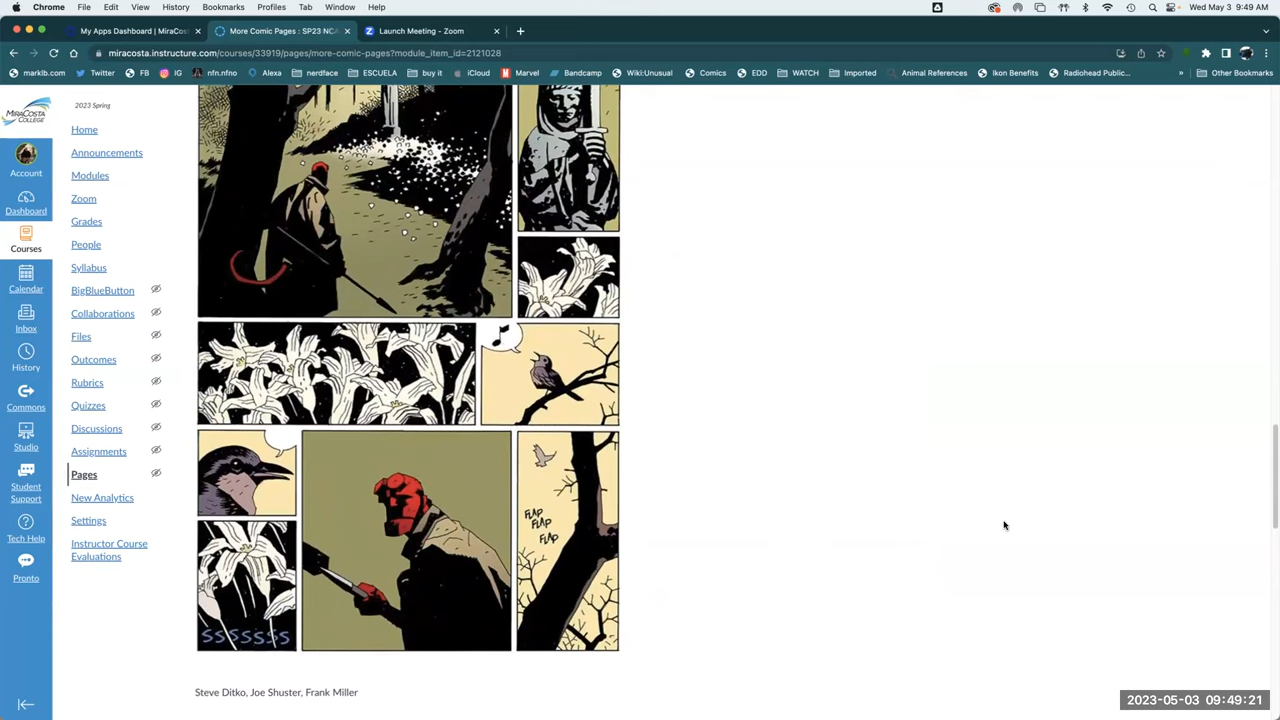 Chrome File Edit View History Bookmarks Profiles Tab Window Help Wed May 3 9:49 AM
My Apps Dashboard | MiraCos
More Comic Pages : SP23 NCA
Launch Meeting - Zoom
miracosta.instructure.com/courses/33919/pages/more-comic-pages?module_item_id=2121028
marklb.com Twitter FB IG nfn.nfno Alexa nerdface ESCUELA buy it iCloud Marvel Bandcamp Wiki:Unusual Comics EDD WATCH Imported Animal References Ikon Benefits Radiohead Public... » Other Bookmarks
MIRACOSTA COLLEGE
Account
Dashboard
Courses
Calendar
Inbox
History
Commons
Studio
Student Support
Tech Help
Pronto
2023 Spring
Home
Announcements
Modules
Zoom
Grades
People
Syllabus
BigBlueButton
Collaborations
Files
Outcomes
Rubrics
Quizzes
Discussions
Assignments
Pages
New Analytics
Settings
Instructor Course
Evaluations
FLAP
FLAP
FLAP
SSSSSSS
Steve Ditko, Joe Shuster, Frank Miller
2023-05-03 09:49:21